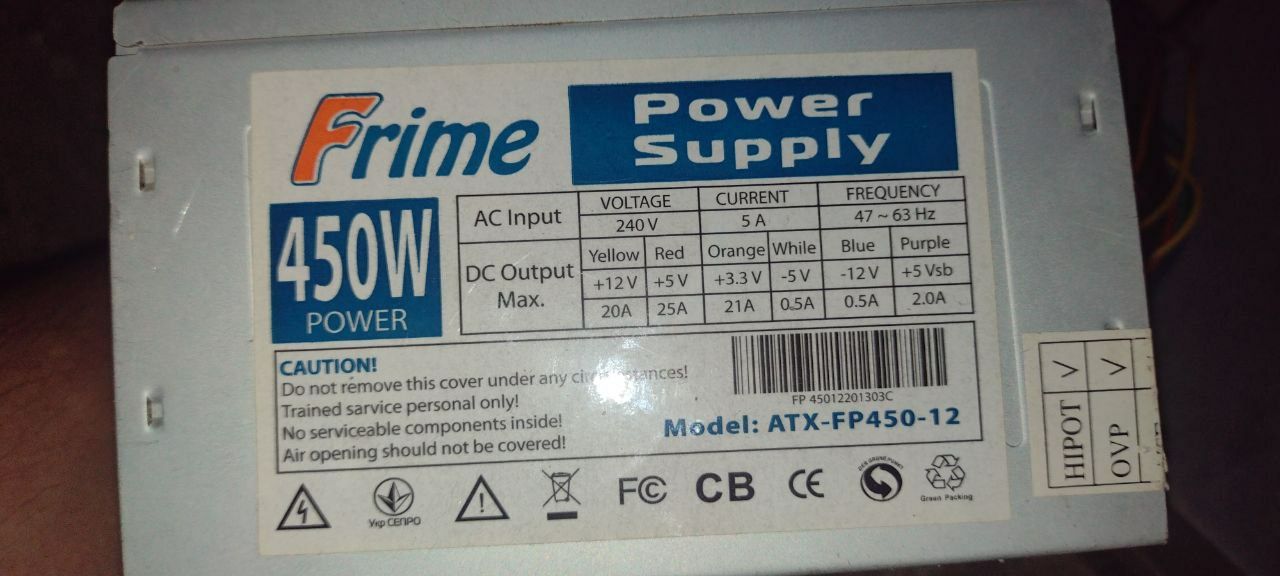 Frime
Power
Supply
450W
POWER
AC Input
VOLTAGE CURRENT FREQUENCY
240 V 5 A 47 ~ 63 Hz
DC Output
Max.
Yellow Red Orange While Blue Purple
+12 V +5 V +3.3 V -5 V -12 V +5 Vsb
20A 25A 21A 0.5A 0.5A 2.0A
CAUTION!
Do not remove this cover under any
Trained sarvice personal only!
No serviceable components inside!
Air opening should not be covered!
FP 45012201303C
Model: ATX-FP450-12
Укр СЕПРО
FC
CB
CE
DER GRÜNE PUNKT
Green Packing
HIPOT V
OVP V